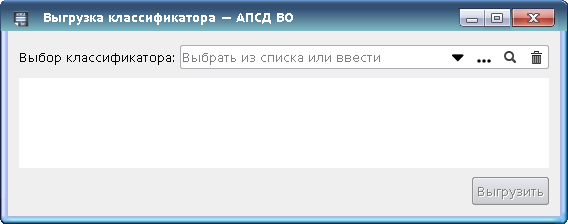 Выгрузка классификатора — АПСД ВО
Выбор классификатора: Выбрать из списка или ввести
Выгрузить